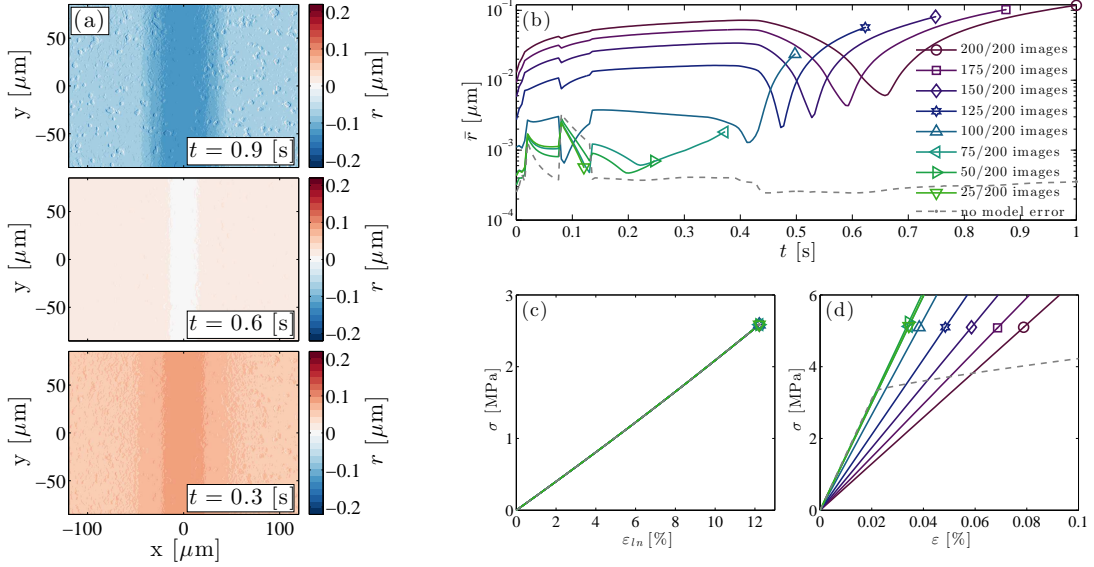 (a)
y [μm]
50
0
−50
t = 0.9 [s]
0.2
0.1
0
−0.1
−0.2
r [μm]
y [μm]
50
0
−50
t = 0.6 [s]
0.2
0.1
0
−0.1
−0.2
r [μm]
y [μm]
50
0
−50
t = 0.3 [s]
0.2
0.1
0
−0.1
−0.2
r [μm]
−100 0 100
x [μm]
(b)
r̄ [μm]
10⁻¹
10⁻²
10⁻³
10⁻⁴
200/200 images
175/200 images
150/200 images
125/200 images
100/200 images
75/200 images
50/200 images
25/200 images
no model error
0 0.1 0.2 0.3 0.4 0.5 0.6 0.7 0.8 0.9 1
t [s]
(c)
σ [MPa]
3
2
1
0
0 2 4 6 8 10 12
εln [%]
(d)
σ [MPa]
6
4
2
0
0 0.02 0.04 0.06 0.08 0.1
ε [%]